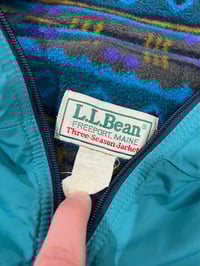 L.L.Bean®
FREEPORT, MAINE
Three-Season Jacket